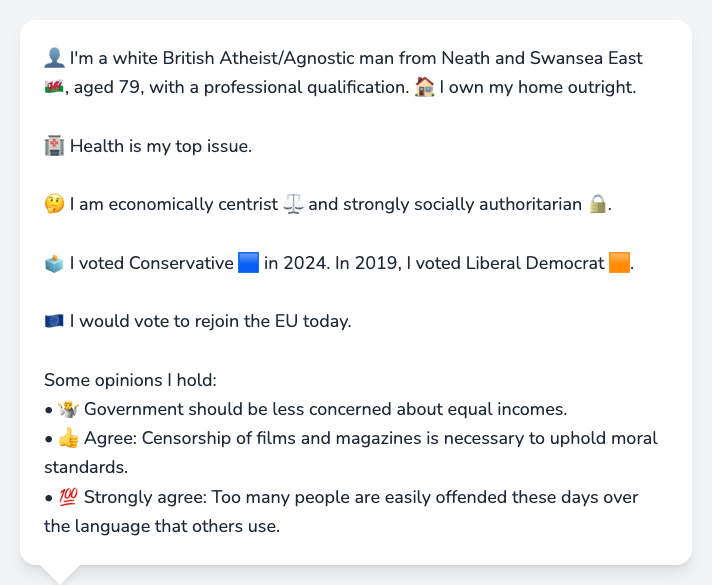 👤 I'm a white British Atheist/Agnostic man from Neath and Swansea East
🏴󠁧󠁢󠁷󠁬󠁳󠁿, aged 79, with a professional qualification. 🏠 I own my home outright.
🏥 Health is my top issue.
🤔 I am economically centrist ⚖️ and strongly socially authoritarian 🔒.
🗳️ I voted Conservative 🟦 in 2024. In 2019, I voted Liberal Democrat 🟧.
🇪🇺 I would vote to rejoin the EU today.
Some opinions I hold:
• 🤷 Government should be less concerned about equal incomes.
• 👍 Agree: Censorship of films and magazines is necessary to uphold moral
standards.
• 💯 Strongly agree: Too many people are easily offended these days over
the language that others use.